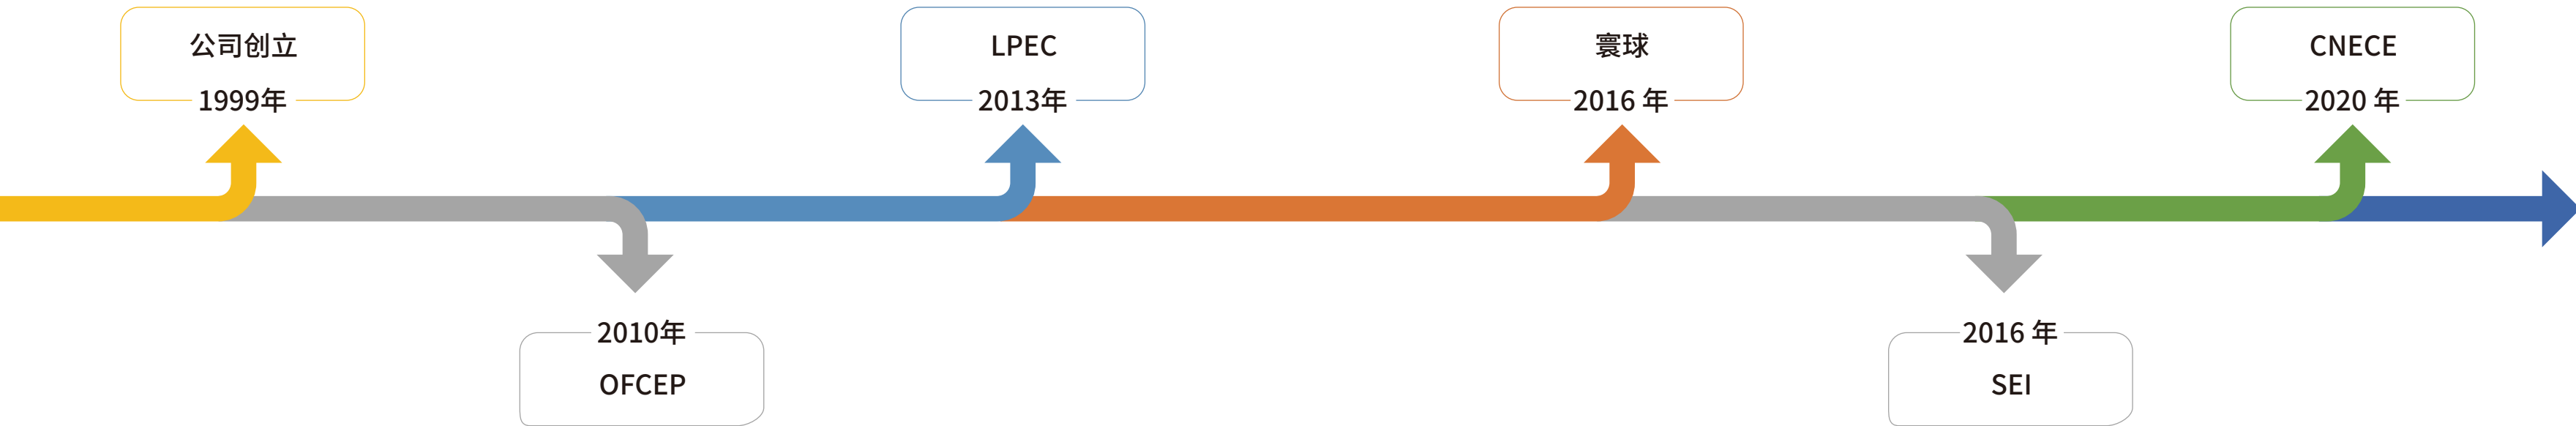 公司创立
1999年
2010年
OFCEP
LPEC
2013年
寰球
2016 年
2016 年
SEI
CNECE
2020 年